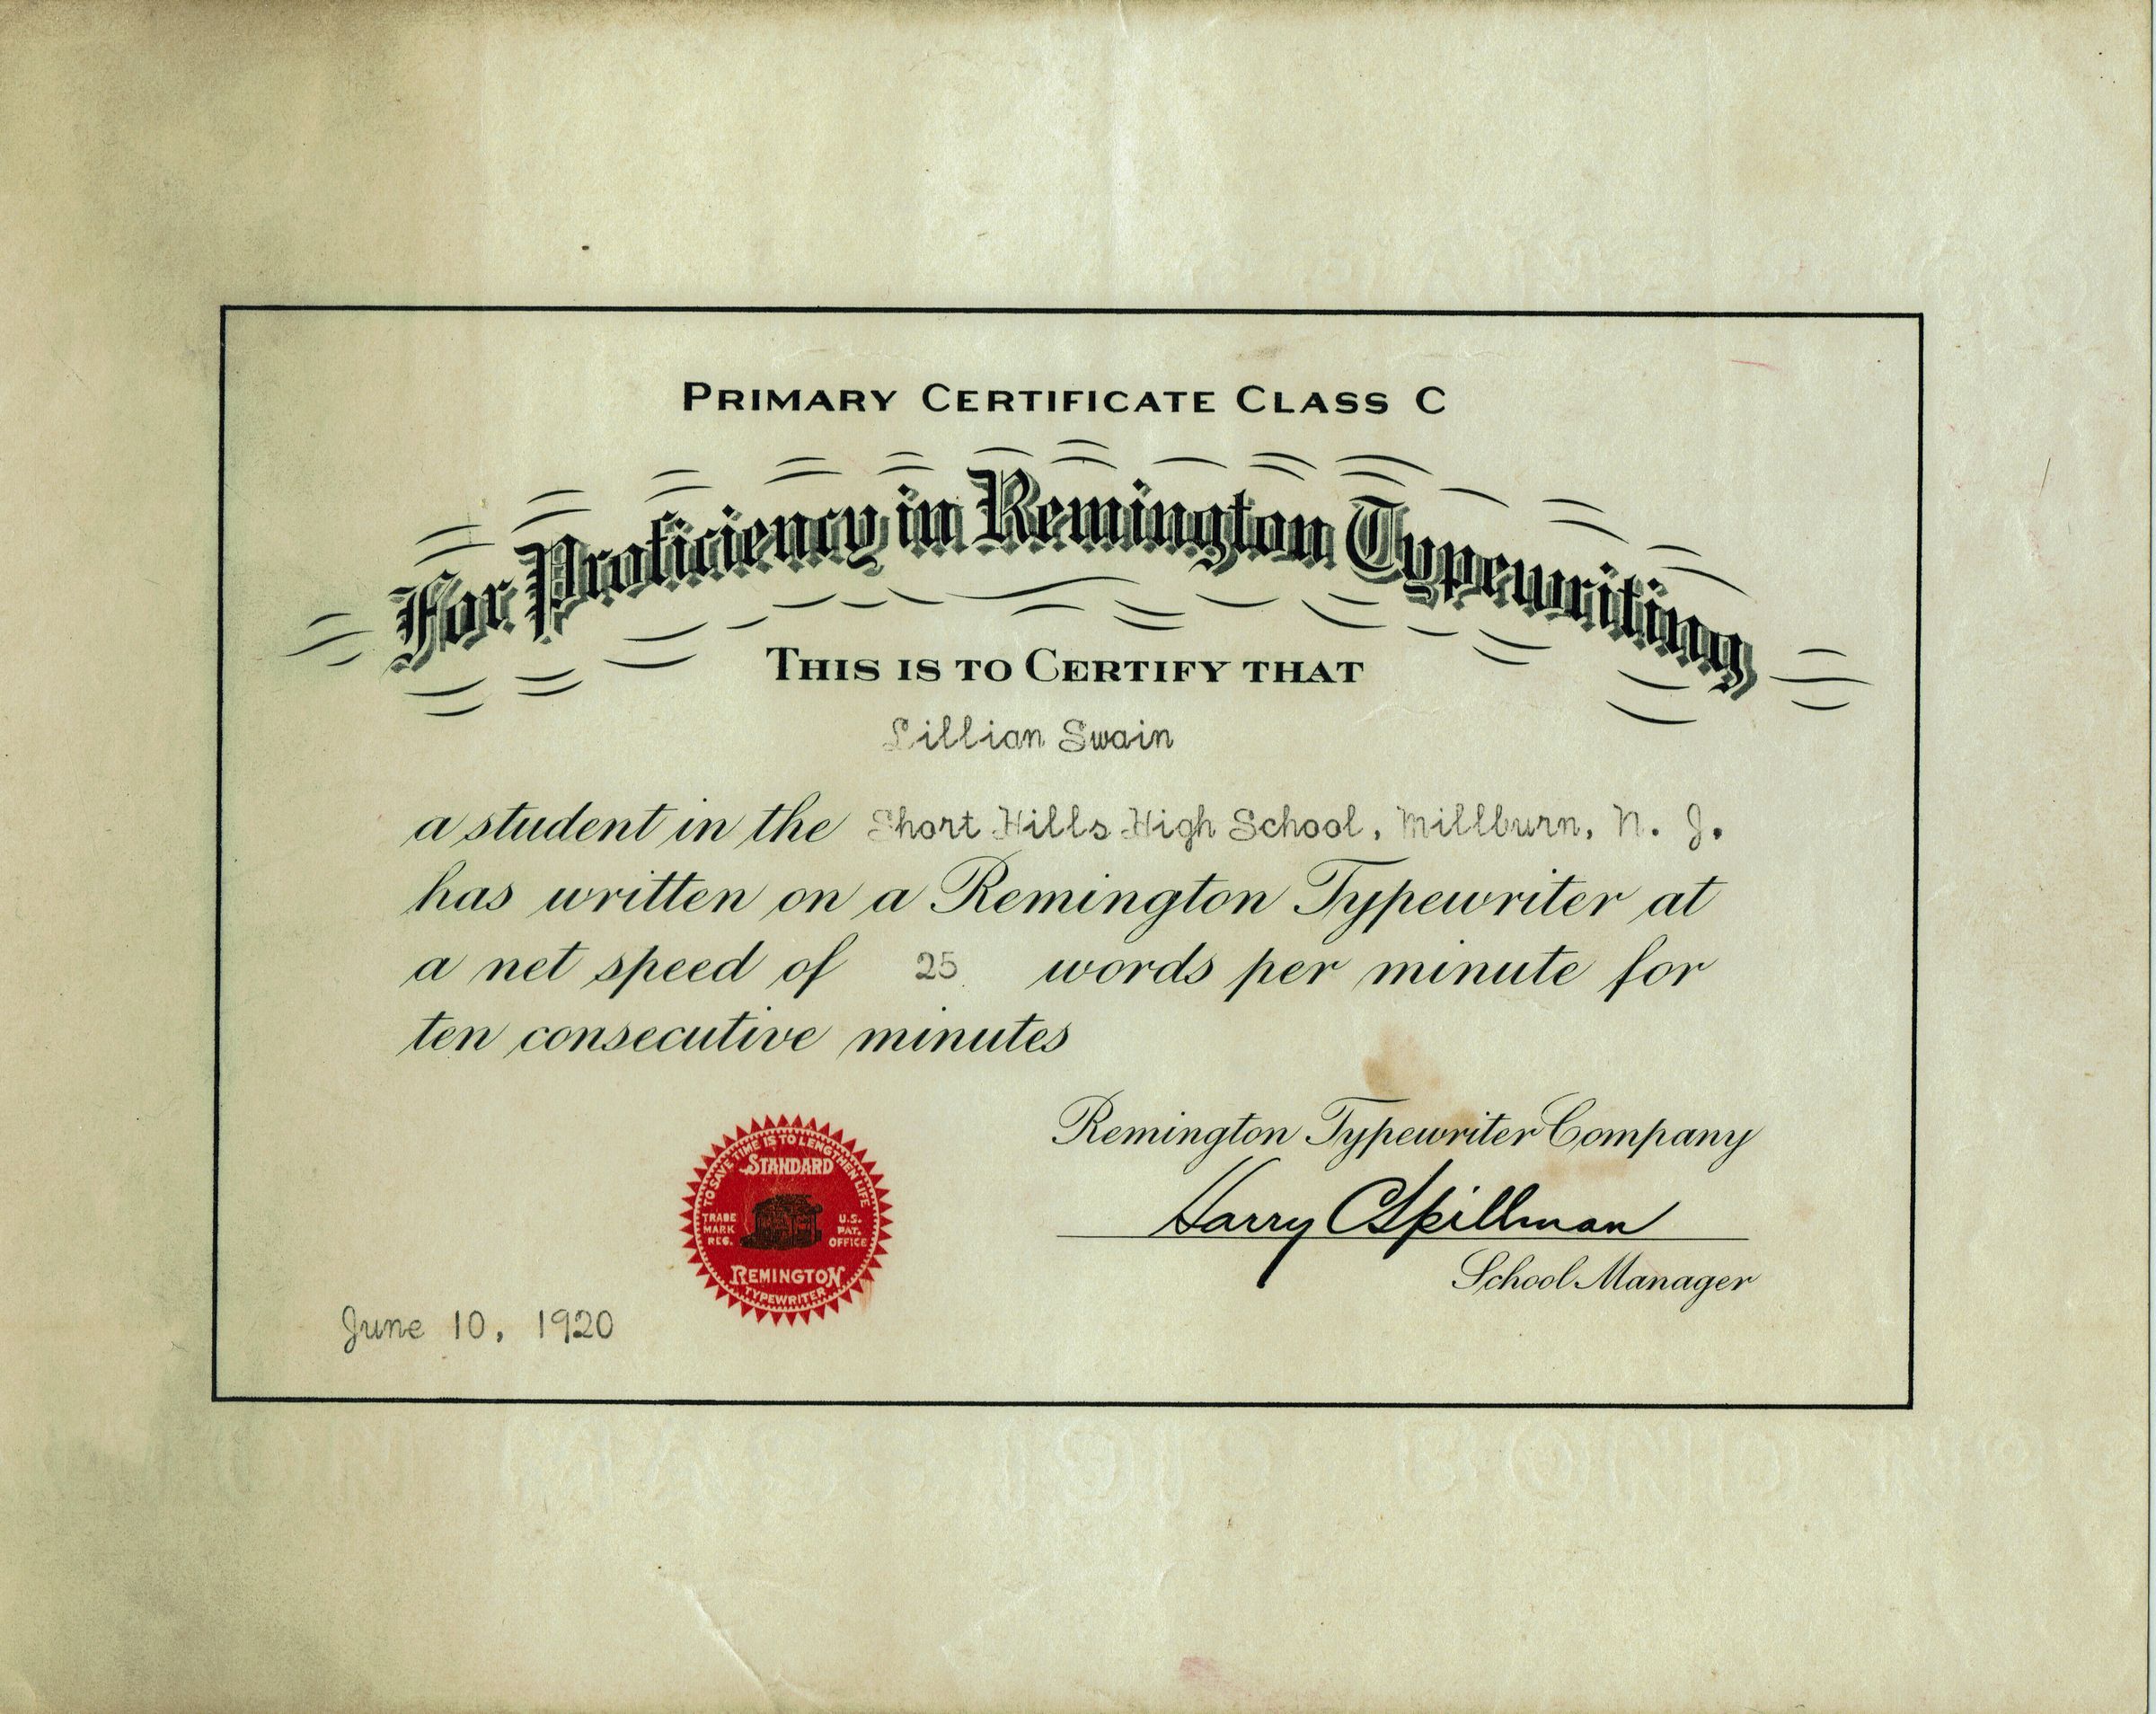 PRIMARY CERTIFICATE CLASS C
For Proficiency in Remington Typewriting
THIS IS TO CERTIFY THAT
Lillian Swain
a student in the Short Hills High School, Millburn, N. J.
has written on a Remington Typewriter at
a net speed of 25 words per minute for
ten consecutive minutes
Remington Typewriter Company
Harry C Spillman
School Manager
TO SAVE TIME IS TO LENGTHEN LIFE
STANDARD
TRADE MARK REG.
U.S. PAT. OFFICE
REMINGTON
TYPEWRITER
June 10, 1920